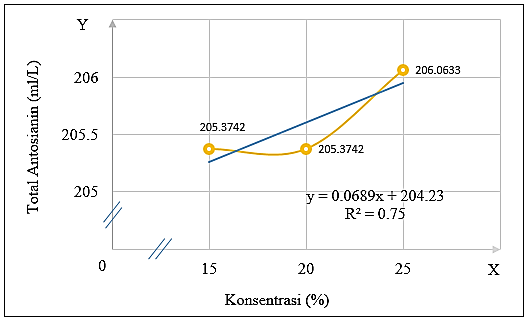 Y
Total Antosianin (ml/L)
206
205.5
205
0
206.0633
205.3742
205.3742
y = 0.0689x + 204.23
R² = 0.75
15
20
25
X
Konsentrasi (%)